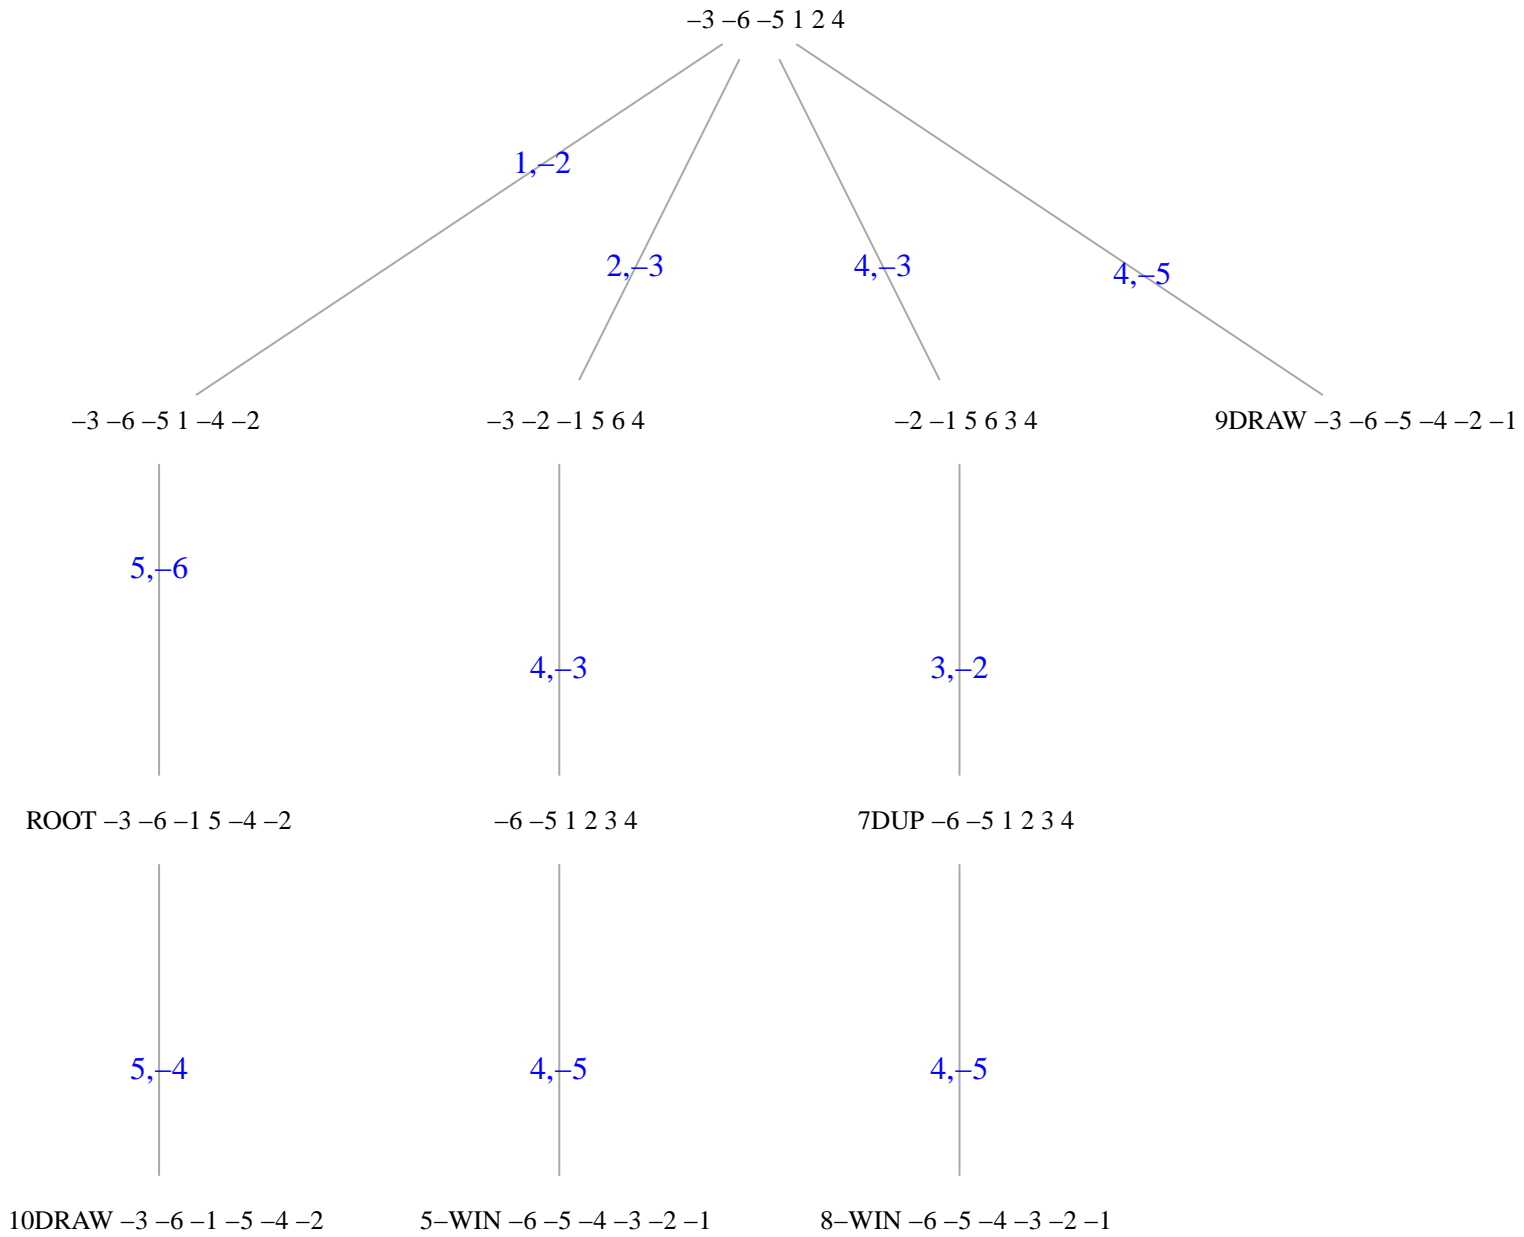 –3 –6 –5 1 2 4
1,–2
2,–3
4,–3
4,–5
–3 –6 –5 1 –4 –2
–3 –2 –1 5 6 4
–2 –1 5 6 3 4
9DRAW –3 –6 –5 –4 –2 –1
5,–6
4,–3
3,–2
ROOT –3 –6 –1 5 –4 –2
–6 –5 1 2 3 4
7DUP –6 –5 1 2 3 4
5,–4
4,–5
4,–5
10DRAW –3 –6 –1 –5 –4 –2
5–WIN –6 –5 –4 –3 –2 –1
8–WIN –6 –5 –4 –3 –2 –1